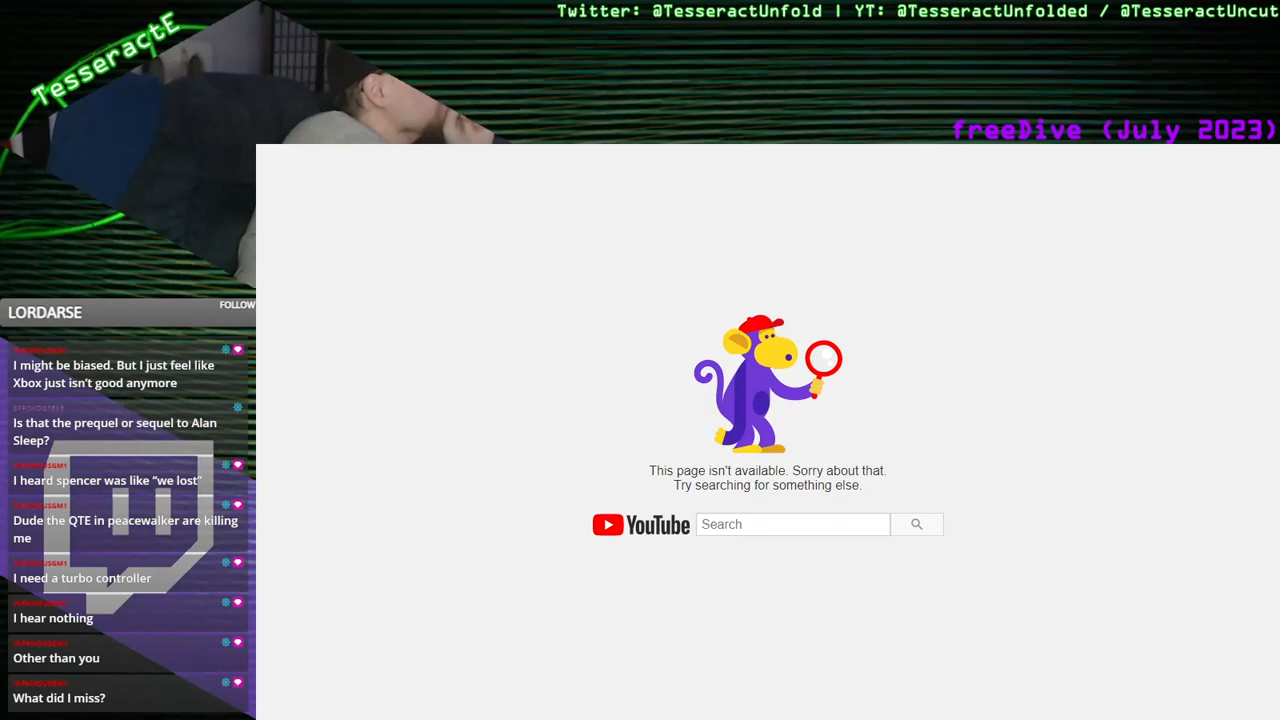 Twitter: @TesseractUnfold | YT: @TesseractUnfolded / @TesseractUncut
TesseractE
freeDive (July 2023)
LORDARSE
FOLLOW
I might be biased. But I just feel like
Xbox just isn't good anymore
Is that the prequel or sequel to Alan
Sleep?
I heard spencer was like “we lost”
Dude the QTE in peacewalker are killing
me
I need a turbo controller
I hear nothing
Other than you
What did I miss?
This page isn't available. Sorry about that.
Try searching for something else.
YouTube
Search